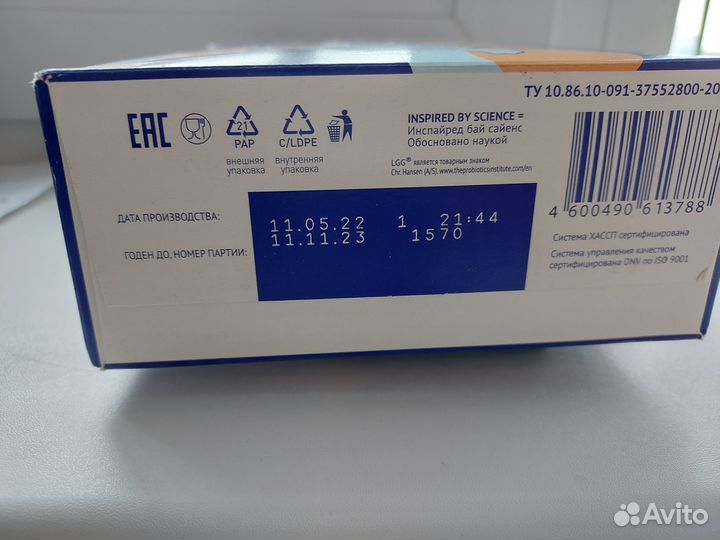 ТУ 10.86.10-091-37552800-20
EAC
21
PAP
внешняя
упаковка
C/LDPE
внутренняя
упаковка
INSPIRED BY SCIENCE =
Инспайред бай сайенс
Обосновано наукой
LGG® является товарным знаком
Chr. Hansen (A/S). www.theprobioticsinstitute.com/en
4 600490 613788
ДАТА ПРОИЗВОДСТВА:
11.05.22 1 21:44
ГОДЕН ДО, НОМЕР ПАРТИИ:
11.11.23 1570
Система ХАССП сертифицирована
Система управления качеством
сертифицирована DNV по ISO 9001
Avito